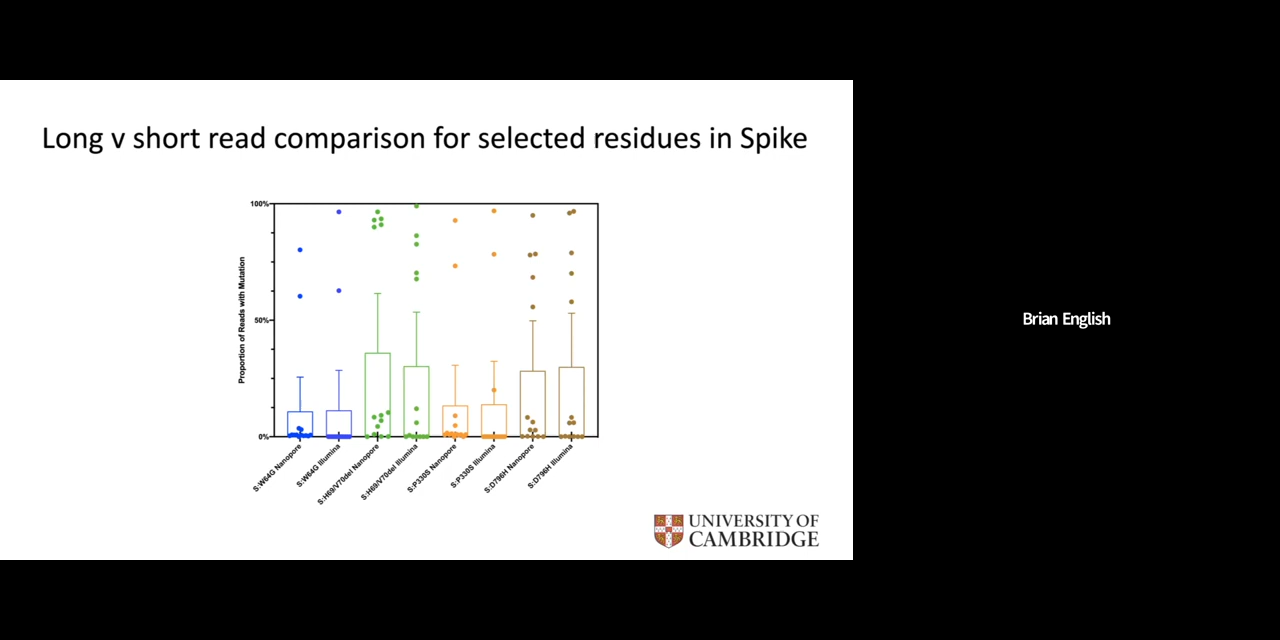 Long v short read comparison for selected residues in Spike
100%
50%
0%
Proportion of Reads with Mutation
S:W64G Nanopore
S:W64G Illumina
S:H69/V70del Nanopore
S:H69/V70del Illumina
S:P330S Nanopore
S:P330S Illumina
S:D796H Nanopore
S:D796H Illumina
UNIVERSITY OF
CAMBRIDGE
Brian English